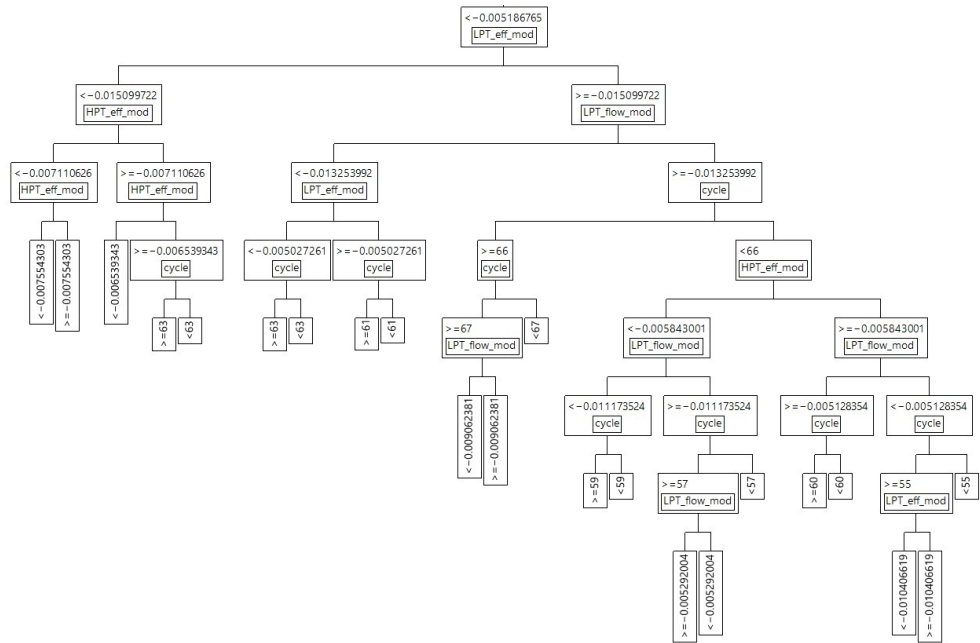 <−0.005186765
LPT_eff_mod
<−0.015099722
HPT_eff_mod
>=−0.015099722
LPT_flow_mod
<−0.007110626
HPT_eff_mod
>=−0.007110626
HPT_eff_mod
<−0.013253992
LPT_eff_mod
>=−0.013253992
cycle
<−0.007554303
>=−0.007554303
<−0.006539343
>=−0.006539343
cycle
<−0.005027261
cycle
>=−0.005027261
cycle
>=66
cycle
<66
HPT_eff_mod
>=63
<63
>=63
<63
>=61
<61
>=67
LPT_flow_mod
<67
<−0.005843001
LPT_flow_mod
>=−0.005843001
LPT_flow_mod
<−0.009062381
>=−0.009062381
<−0.011173524
cycle
>=−0.011173524
cycle
>=−0.005128354
cycle
<−0.005128354
cycle
>=59
<59
>=57
LPT_flow_mod
<57
>=60
<60
>=55
LPT_eff_mod
<55
>=−0.005292004
<−0.005292004
<−0.010406619
>=−0.010406619